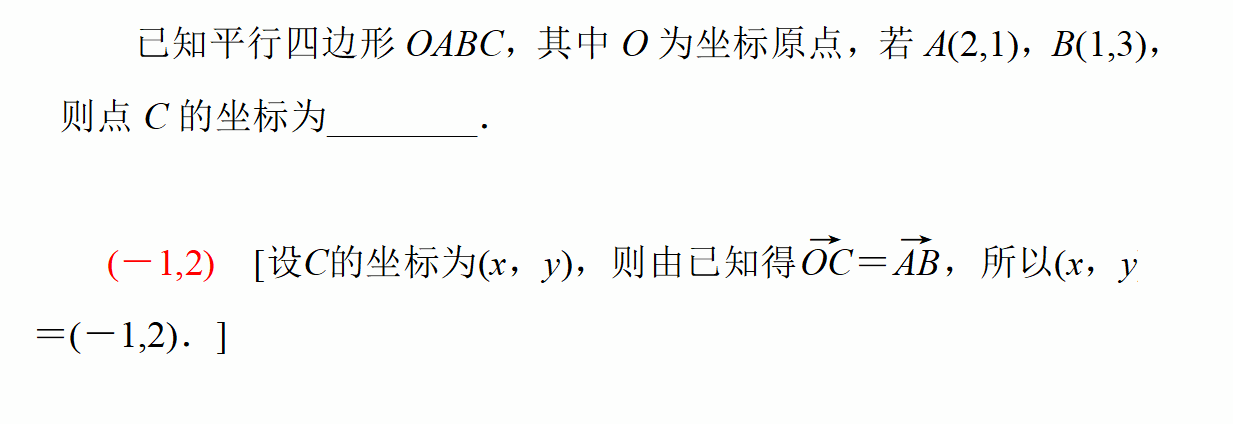 已知平行四边形 OABC，其中 O 为坐标原点，若 A(2,1)，B(1,3)，
则点 C 的坐标为________．
(－1,2) [设C的坐标为(x，y)，则由已知得\overrightarrow{OC}＝\overrightarrow{AB}，所以(x，y
＝(－1,2)．]